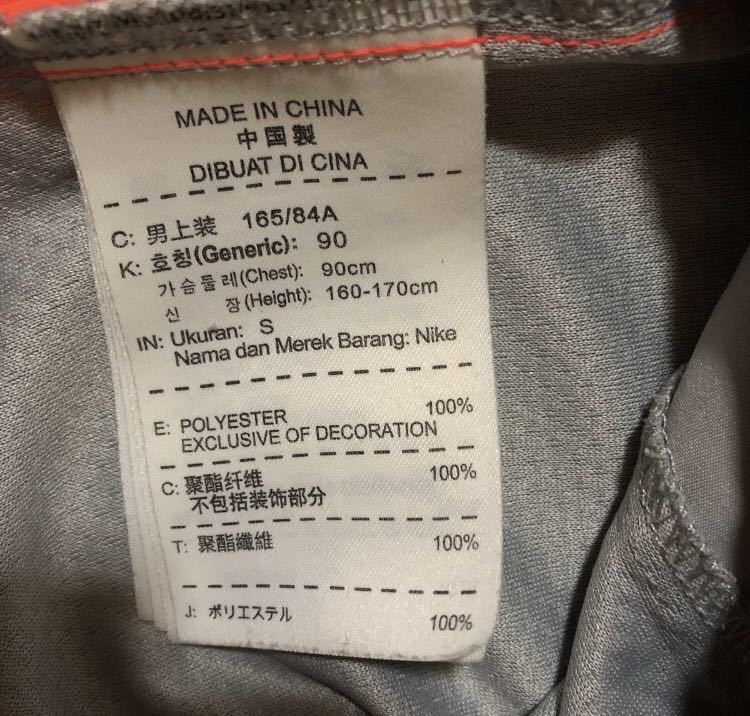 MADE IN CHINA
中国製
DIBUAT DI CINA
C: 男上装 165/84A
K: 호칭(Generic): 90
가슴둘레(Chest): 90cm
신 장(Height): 160-170cm
IN: Ukuran: S
Nama dan Merek Barang: Nike
E: POLYESTER 100%
EXCLUSIVE OF DECORATION
C: 聚酯纤维 100%
不包括装饰部分
T: 聚酯纖維 100%
J: ポリエステル 100%